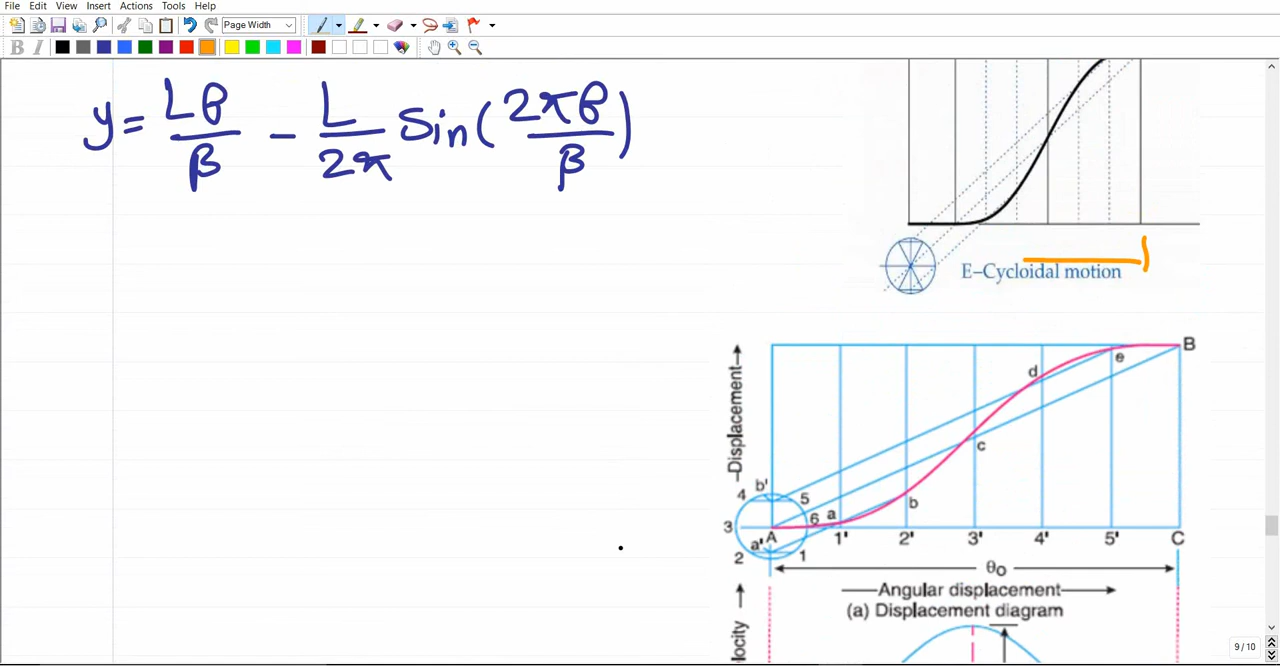 File Edit View Insert Actions Tools Help
Page Width
B I
y = Lθ/β - L/2π Sin(2πθ/β)
E–Cycloidal motion
Displacement
B
d
e
c
b'
4
5
b
3
6
a
A
a'
2
1
1' 2' 3' 4' 5' C
θo
Angular displacement
(a) Displacement diagram
locity
9 / 10